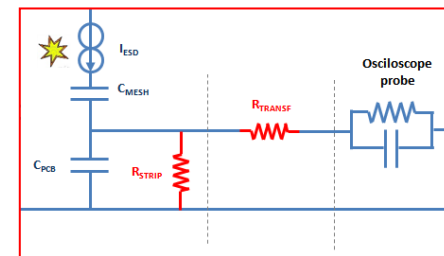 I_ESD
Osciloscope
probe
C_MESH
R_TRANSF
C_PCB
R_STRIP